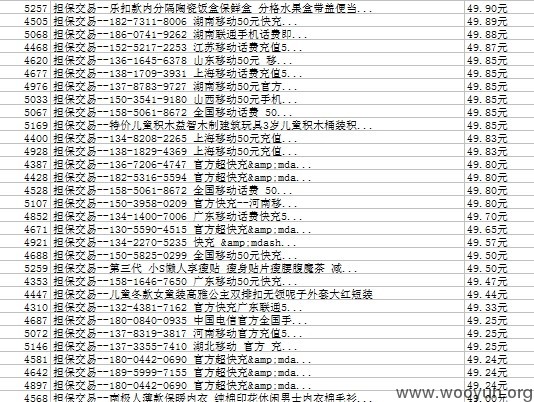 5257 担保交易--乐扣款内分隔陶瓷饭盒保鲜盒 分格水果盒带盖便当... 49.90元
4505 担保交易--182-7311-8006 湖南移动50元快充... 49.89元
5068 担保交易--186-0741-9062 湖南联通手机话费即... 49.88元
4468 担保交易--152-5217-2253 江苏移动话费充值5... 49.87元
4620 担保交易--136-1645-6378 山东移动50元 移... 49.85元
4677 担保交易--138-1709-3931 上海移动话费充值5... 49.85元
4976 担保交易--137-8783-9727 湖南移动50元官方... 49.85元
5033 担保交易--150-3541-9180 山西移动50元手机... 49.85元
5067 担保交易--158-5061-8672 全国移动话费 50... 49.85元
5169 担保交易--特价儿童积木益智木制建筑玩具3岁儿童积木桶装积... 49.85元
4400 担保交易--134-8208-2265 上海移动50元充值... 49.83元
4928 担保交易--138-1829-4369 上海移动50元充值... 49.83元
4387 担保交易--136-7206-4747 官方超快充&amp;mda... 49.80元
4428 担保交易--182-5316-5594 官方超快充&amp;mda... 49.80元
4528 担保交易--158-5061-8672 全国移动话费 50... 49.80元
5107 担保交易--150-3958-0209 官方快充--河南移... 49.80元
4852 担保交易--134-1400-7006 广东移动话费快充5... 49.70元
4671 担保交易--130-5590-4515 官方超快充&amp;mda... 49.65元
4921 担保交易--134-2270-5235 快充 &amp;mdash... 49.57元
4688 担保交易--150-5825-0299 全国移动50元快充... 49.50元
5259 担保交易--第三代 小S懒人享瘦贴 瘦身贴片瘦腰腹魔茶 减... 49.50元
4353 担保交易--158-1646-7650 广东移动50元快充... 49.47元
4447 担保交易--儿童冬款女童装高雅公主双排扣无领呢子外套大红短装 49.44元
4310 担保交易--132-4381-7162 官方快充广东联通5... 49.33元
4687 担保交易--180-0840-0935 中国电信官方全国手... 49.25元
5072 担保交易--137-8319-3817 河南移动官方充值5... 49.25元
5146 担保交易--137-3355-7410 湖北移动 官方 充... 49.25元
4581 担保交易--180-0442-0690 官方超快充&amp;mda... 49.24元
4642 担保交易--189-5999-7155 官方超快充&amp;mda... 49.24元
4897 担保交易--180-0442-0690 官方超快充&amp;mda... 49.24元
4568 担保交易--南极人薄款保暖内衣 纯棉印花休闲男士内衣棉毛衫... 49.00元
www.wooyun.org